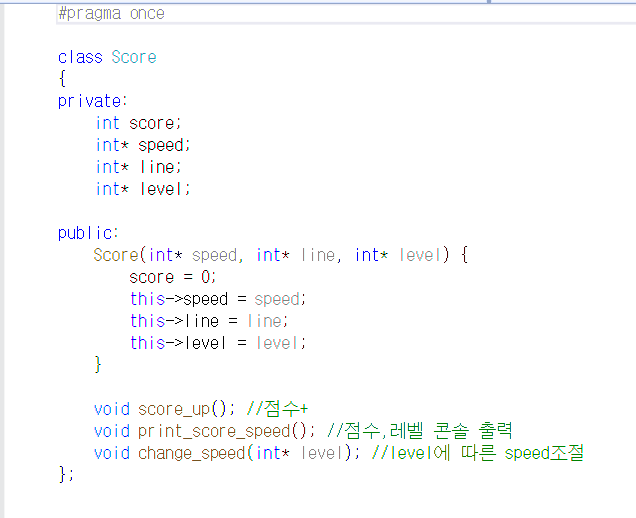 #pragma once
class Score
{
private:
int score;
int* speed;
int* line;
int* level;
public:
Score(int* speed, int* line, int* level) {
score = 0;
this->speed = speed;
this->line = line;
this->level = level;
}
void score_up(); //점수+
void print_score_speed(); //점수,레벨 콘솔 출력
void change_speed(int* level); //level에 따른 speed조절
};